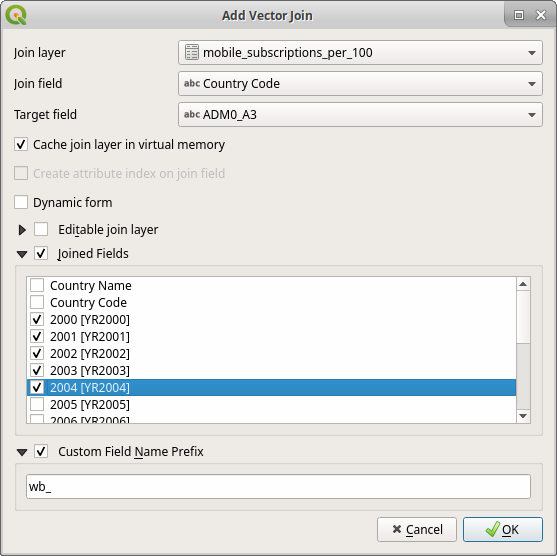 Add Vector Join
Join layer mobile_subscriptions_per_100
Join field abc Country Code
Target field abc ADM0_A3
Cache join layer in virtual memory
Create attribute index on join field
Dynamic form
Editable join layer
Joined Fields
Country Name
Country Code
2000 [YR2000]
2001 [YR2001]
2002 [YR2002]
2003 [YR2003]
2004 [YR2004]
2005 [YR2005]
2006 [YR2006]
Custom Field Name Prefix
wb_
Cancel OK